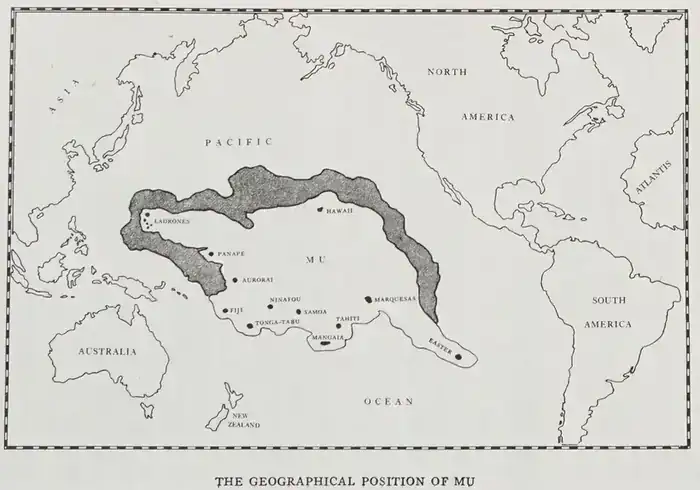 NORTH
ASIA
AMERICA
PACIFIC
ATLANTIS
HAWAII
LADRONES
PANAPE
MU
AURORAI
NINAFOU
MARQUESAS
SOUTH
AMERICA
FIJI
SAMOA
TONGA-TABU
TAHITI
MANGAIA
EASTER
AUSTRALIA
OCEAN
NEW
ZEALAND
THE GEOGRAPHICAL POSITION OF MU